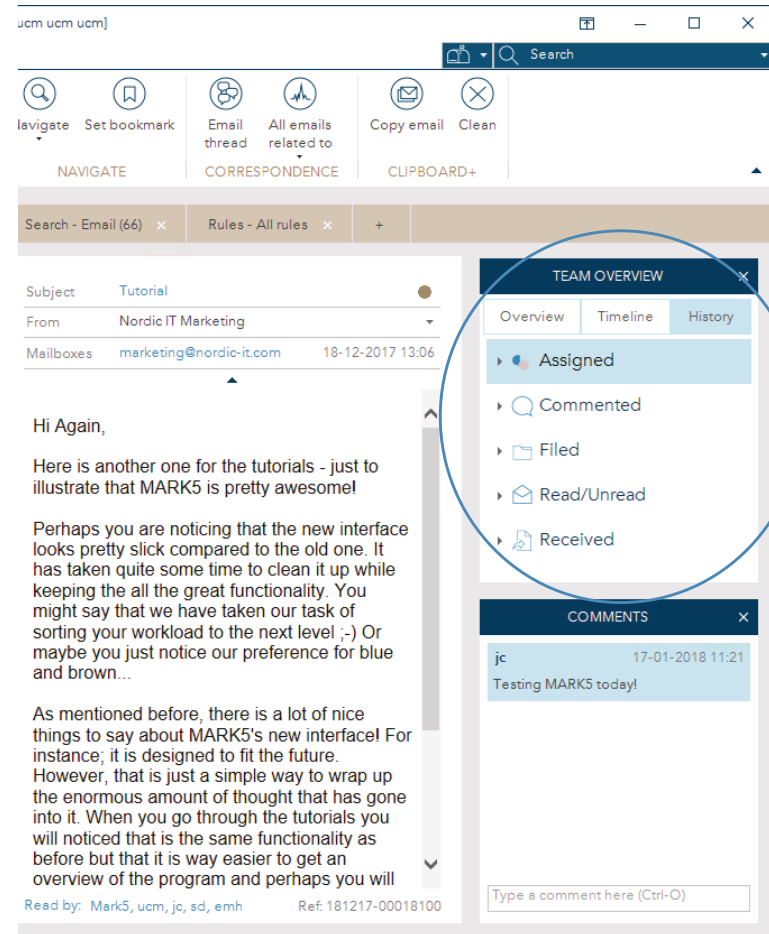 ucm ucm ucm]
Search
Navigate Set bookmark Email thread All emails related to Copy email Clean
NAVIGATE CORRESPONDENCE CLIPBOARD+
Search - Email (66) × Rules - All rules × +
Subject Tutorial
From Nordic IT Marketing
Mailboxes marketing@nordic-it.com 18-12-2017 13:06
Hi Again,
Here is another one for the tutorials - just to
illustrate that MARK5 is pretty awesome!
Perhaps you are noticing that the new interface
looks pretty slick compared to the old one. It
has taken quite some time to clean it up while
keeping the all the great functionality. You
might say that we have taken our task of
sorting your workload to the next level ;-) Or
maybe you just notice our preference for blue
and brown...
As mentioned before, there is a lot of nice
things to say about MARK5's new interface! For
instance; it is designed to fit the future.
However, that is just a simple way to wrap up
the enormous amount of thought that has gone
into it. When you go through the tutorials you
will noticed that is the same functionality as
before but that it is way easier to get an
overview of the program and perhaps you will
Read by: Mark5, ucm, jc, sd, emh Ref: 181217-00018100
TEAM OVERVIEW ×
Overview Timeline History
Assigned
Commented
Filed
Read/Unread
Received
COMMENTS ×
jc 17-01-2018 11:21
Testing MARK5 today!
Type a comment here (Ctrl-O)